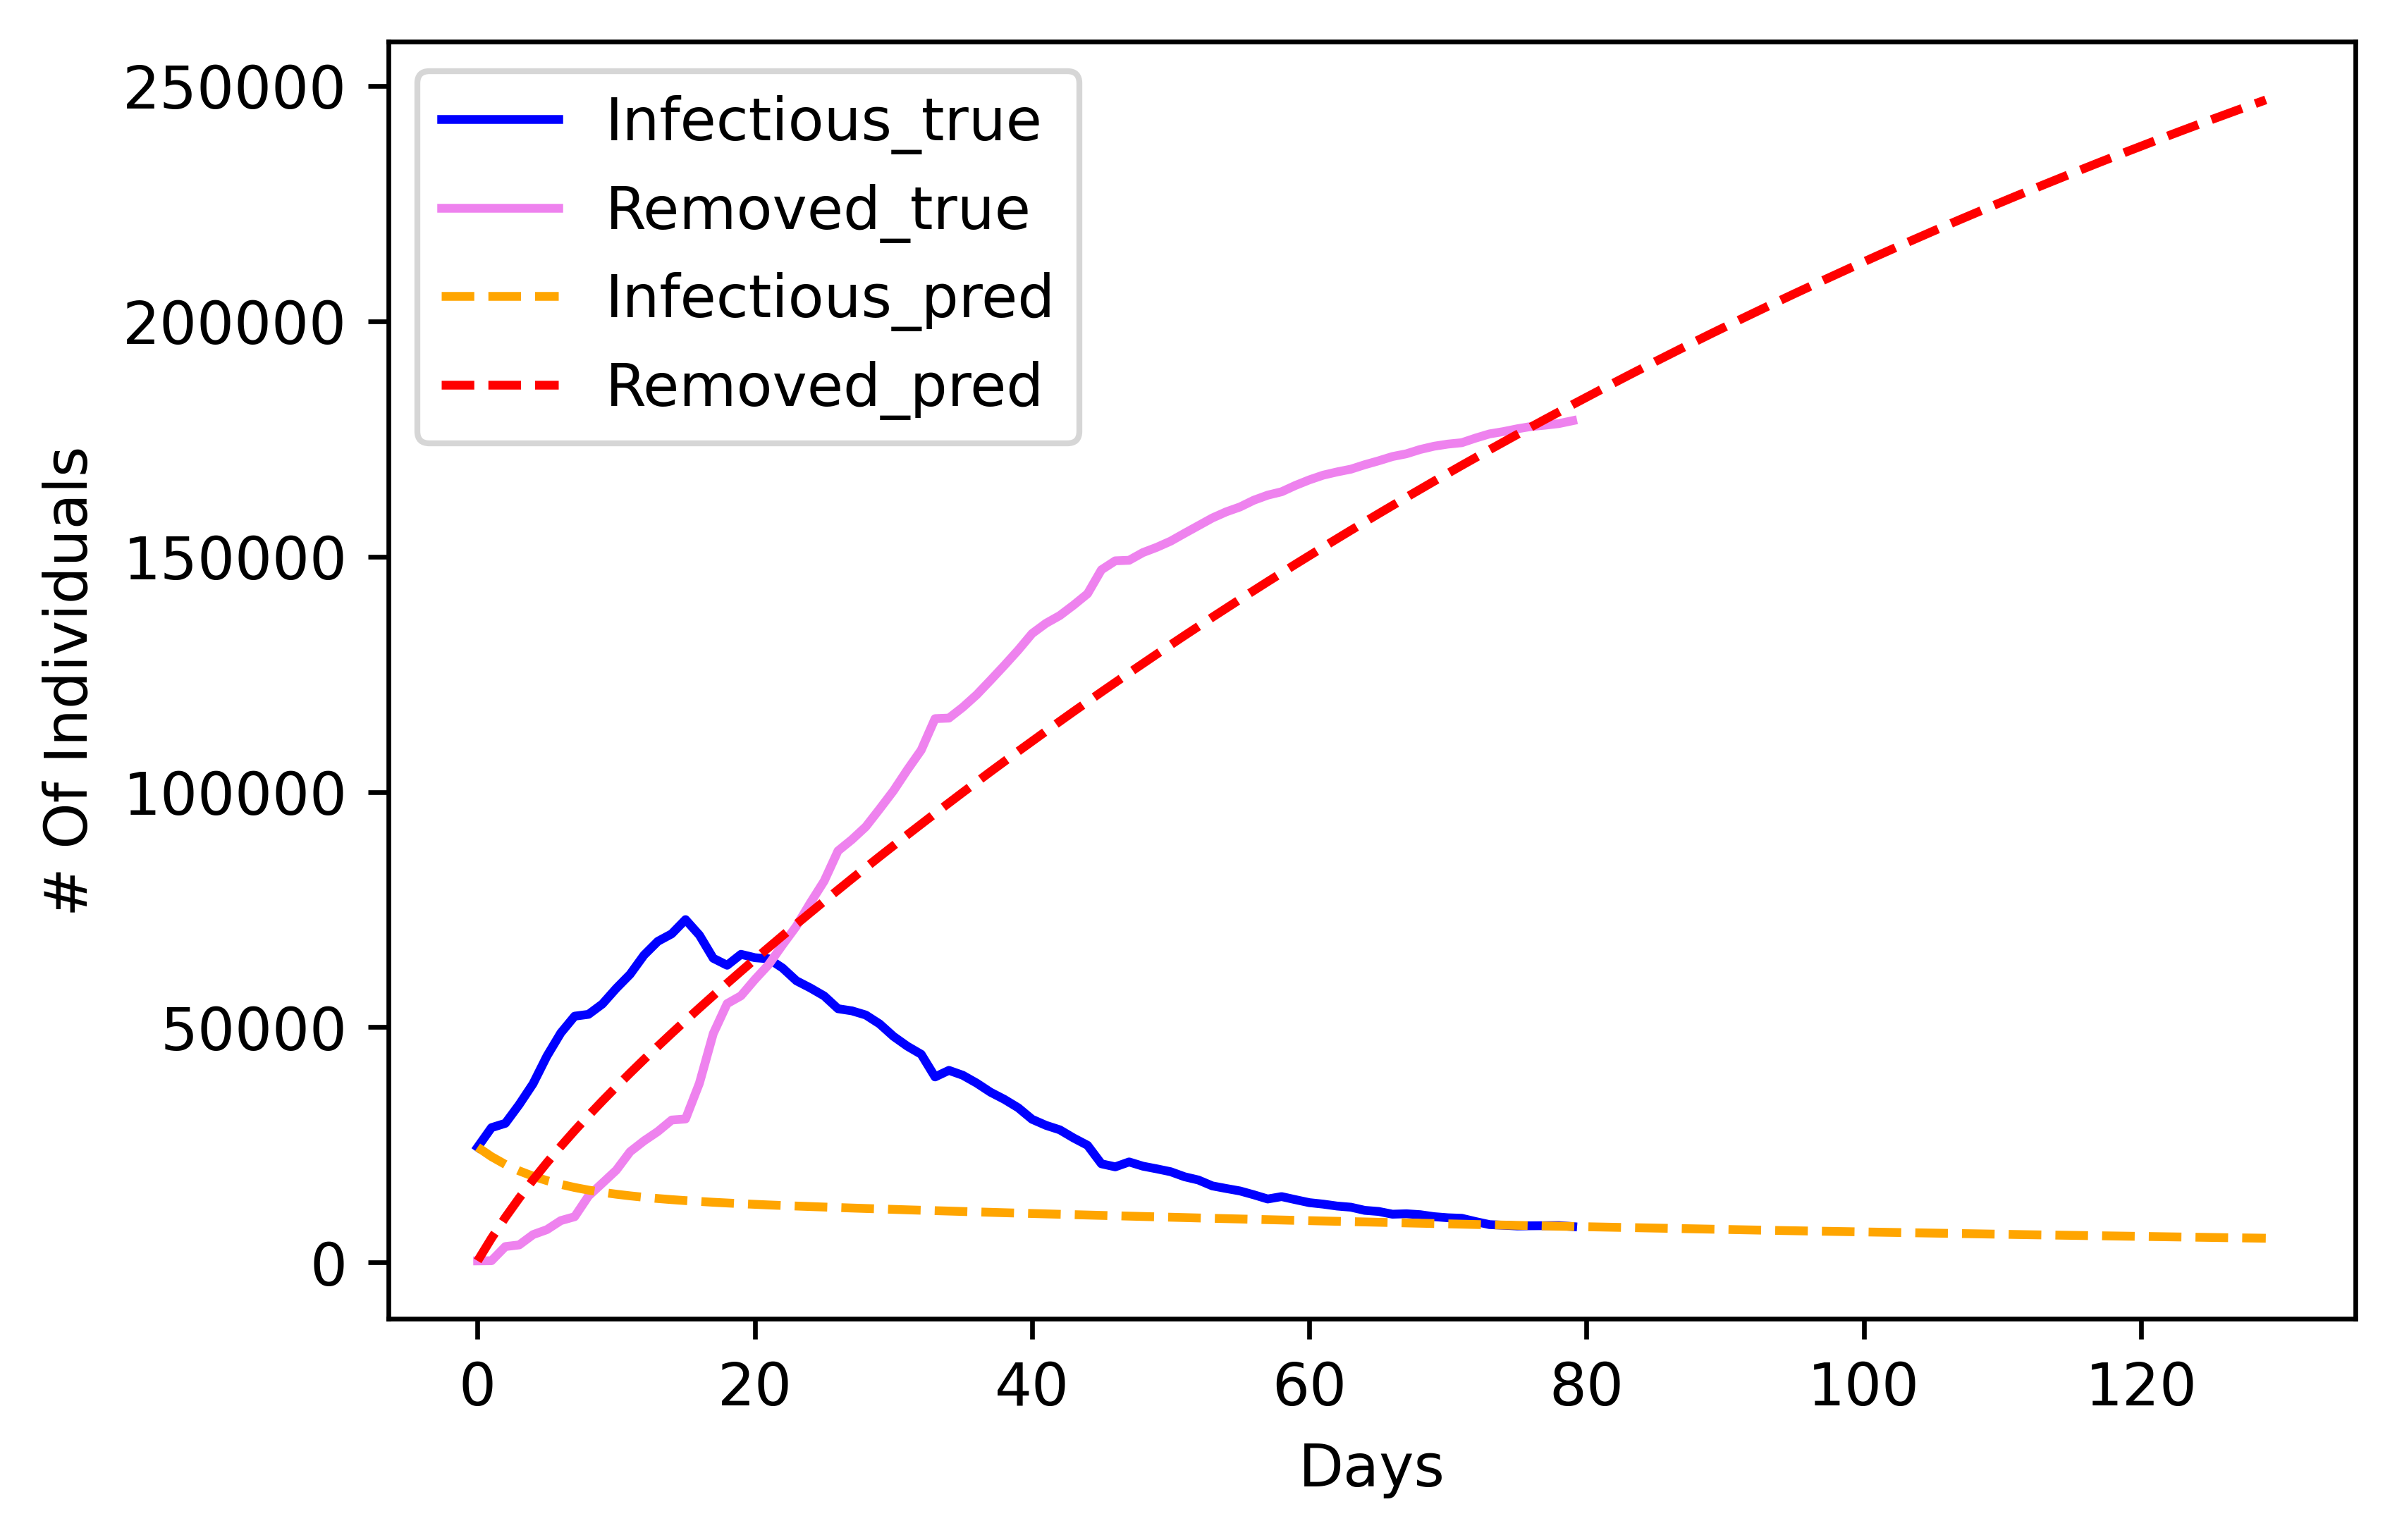 250000
200000
150000
100000
50000
0
# Of Individuals
Infectious_true
Removed_true
Infectious_pred
Removed_pred
0 20 40 60 80 100 120
Days